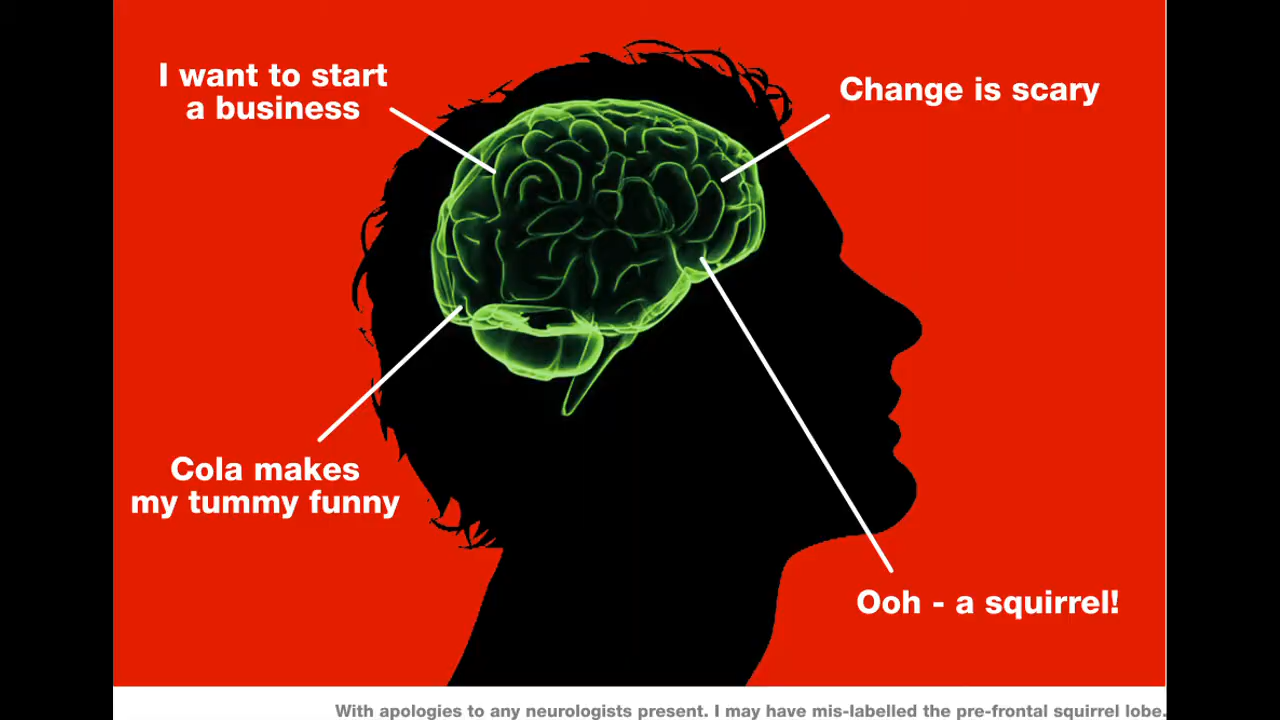 I want to start
a business
Change is scary
Cola makes
my tummy funny
Ooh - a squirrel!
With apologies to any neurologists present. I may have mis-labelled the pre-frontal squirrel lobe.